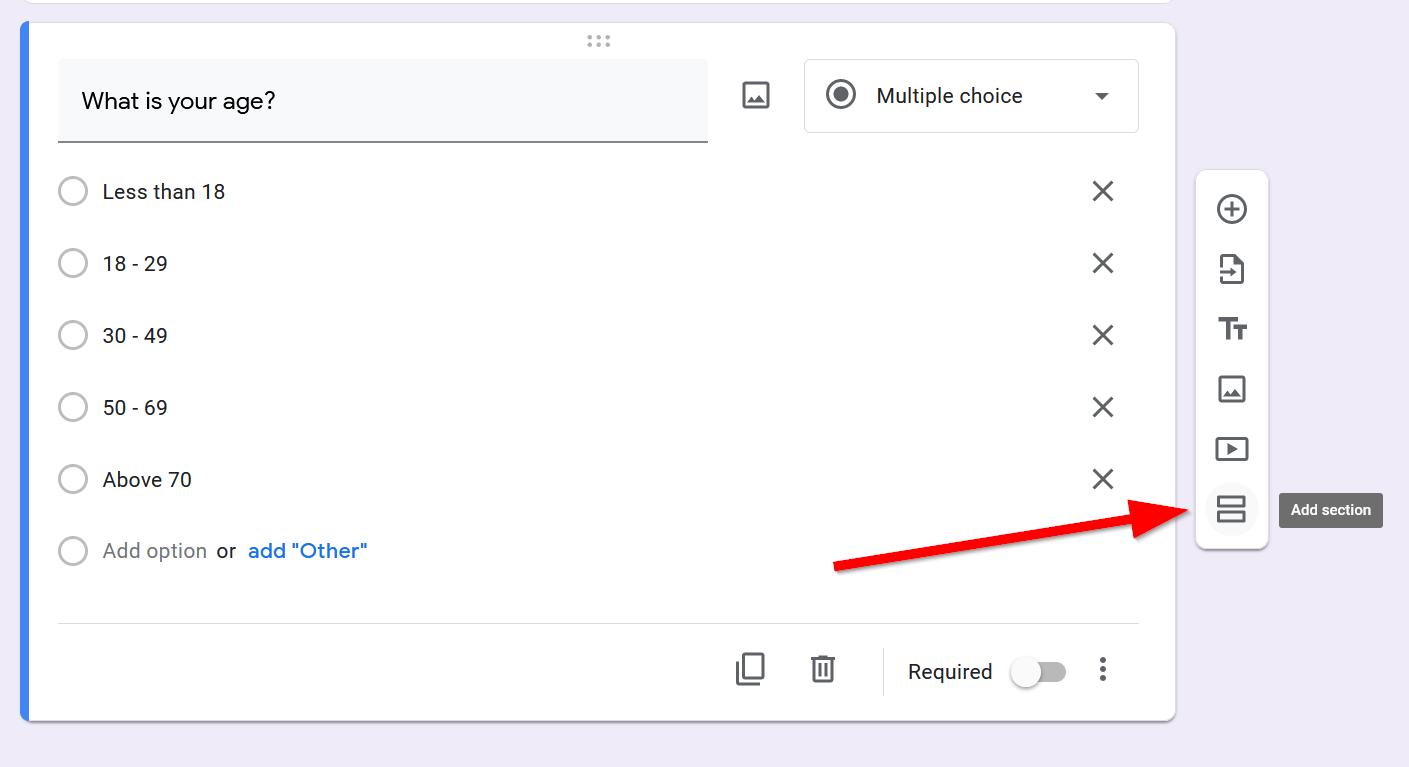 What is your age?
Multiple choice
Less than 18
18 - 29
30 - 49
50 - 69
Above 70
Add option or add "Other"
Add section
Required